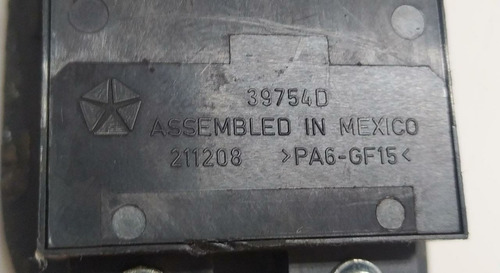 39754D
ASSEMBLED IN MEXICO
211208 >PA6-GF15<